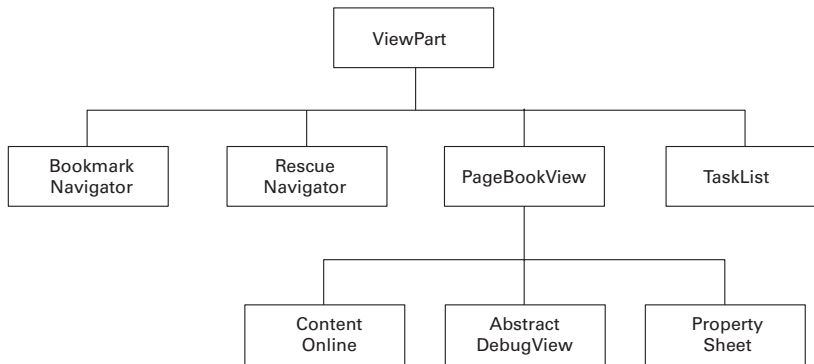 ViewPart
Bookmark
Navigator
Rescue
Navigator
PageBookView
TaskList
Content
Online
Abstract
DebugView
Property
Sheet